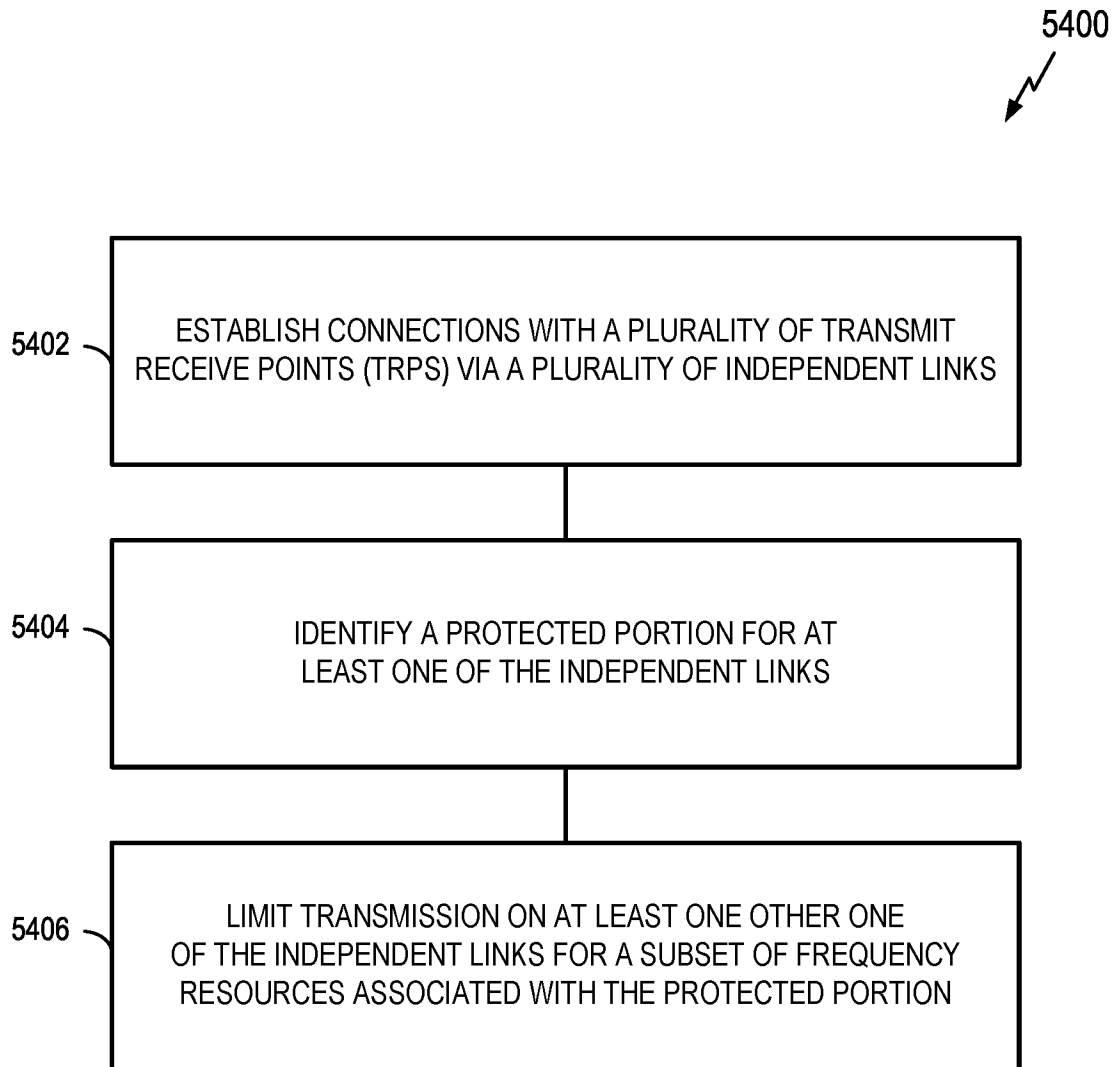 5400
5402
ESTABLISH CONNECTIONS WITH A PLURALITY OF TRANSMIT
RECEIVE POINTS (TRPS) VIA A PLURALITY OF INDEPENDENT LINKS
5404
IDENTIFY A PROTECTED PORTION FOR AT
LEAST ONE OF THE INDEPENDENT LINKS
5406
LIMIT TRANSMISSION ON AT LEAST ONE OTHER ONE
OF THE INDEPENDENT LINKS FOR A SUBSET OF FREQUENCY
RESOURCES ASSOCIATED WITH THE PROTECTED PORTION